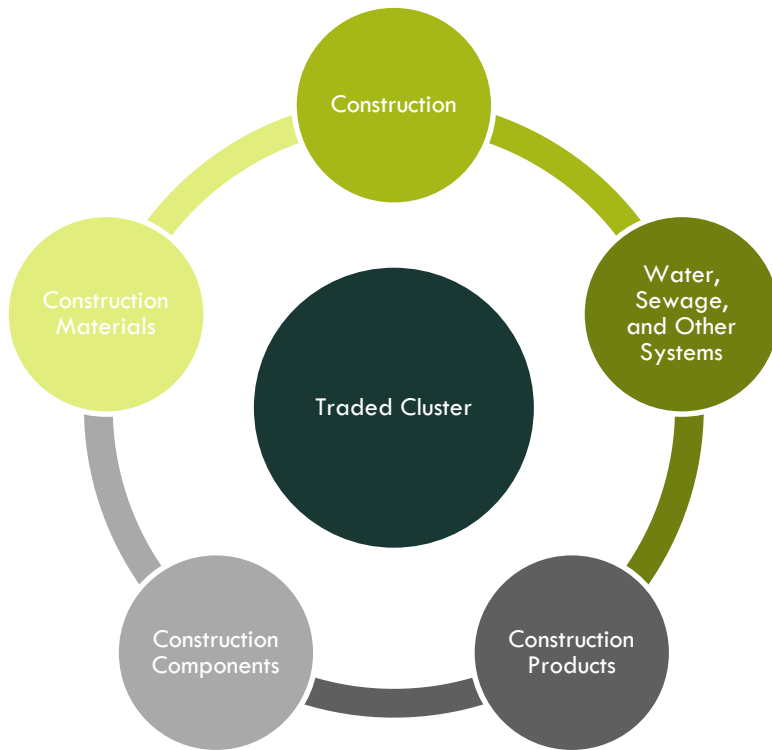 Construction
Water,
Sewage,
and Other
Systems
Construction
Products
Construction
Components
Construction
Materials
Traded Cluster